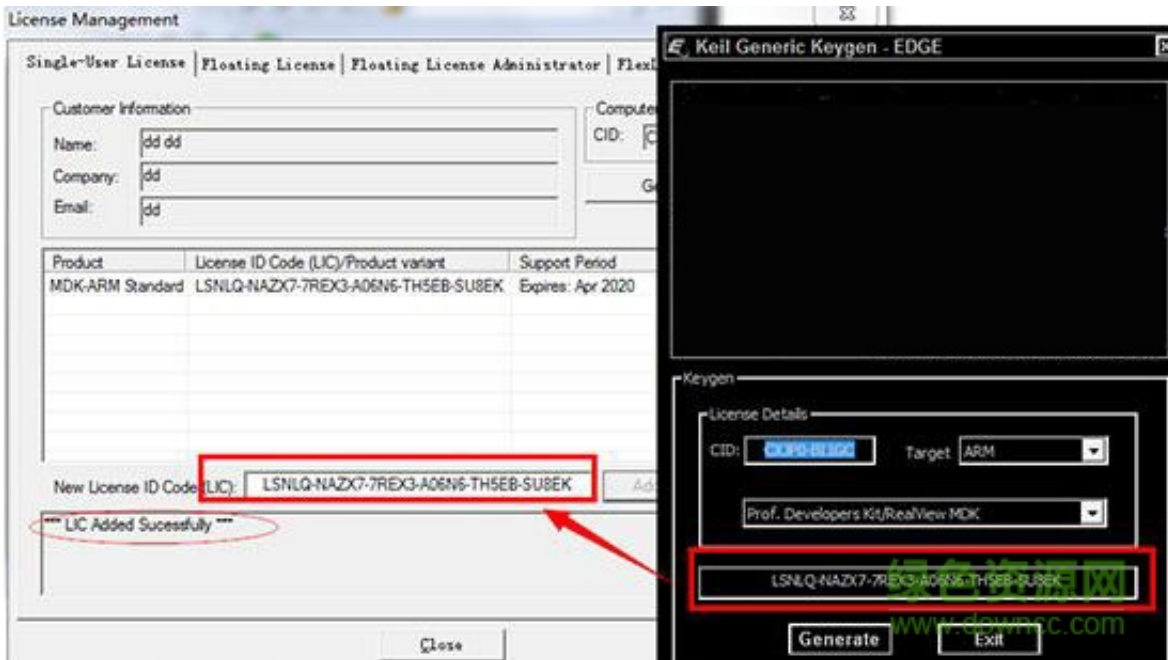 License Management
Single-User License Floating License Floating License Administrator
Customer Information
Name: dd dd
Company: dd
Email: dd
CID:
Product License ID Code (LIC)/Product variant Support Period
MDK-ARM Standard LSNLQ-NAZX7-7REX3-A06N6-TH5EB-SU8EK Expires: Apr 2020
New License ID Code (LIC): LSNLQ-NAZX7-7REX3-A06N6-TH5EB-SU8EK
*** LIC Added Sucessfully ***
Close
Keil Generic Keygen - EDGE
Keygen
License Details
CID: Target ARM
Prof. Developers Kit/RealView MDK
LSNLQ-NAZX7-7REX3-A06N6-TH5EB-SU8EK
Generate Exit
绿色资源网
www.downcc.com